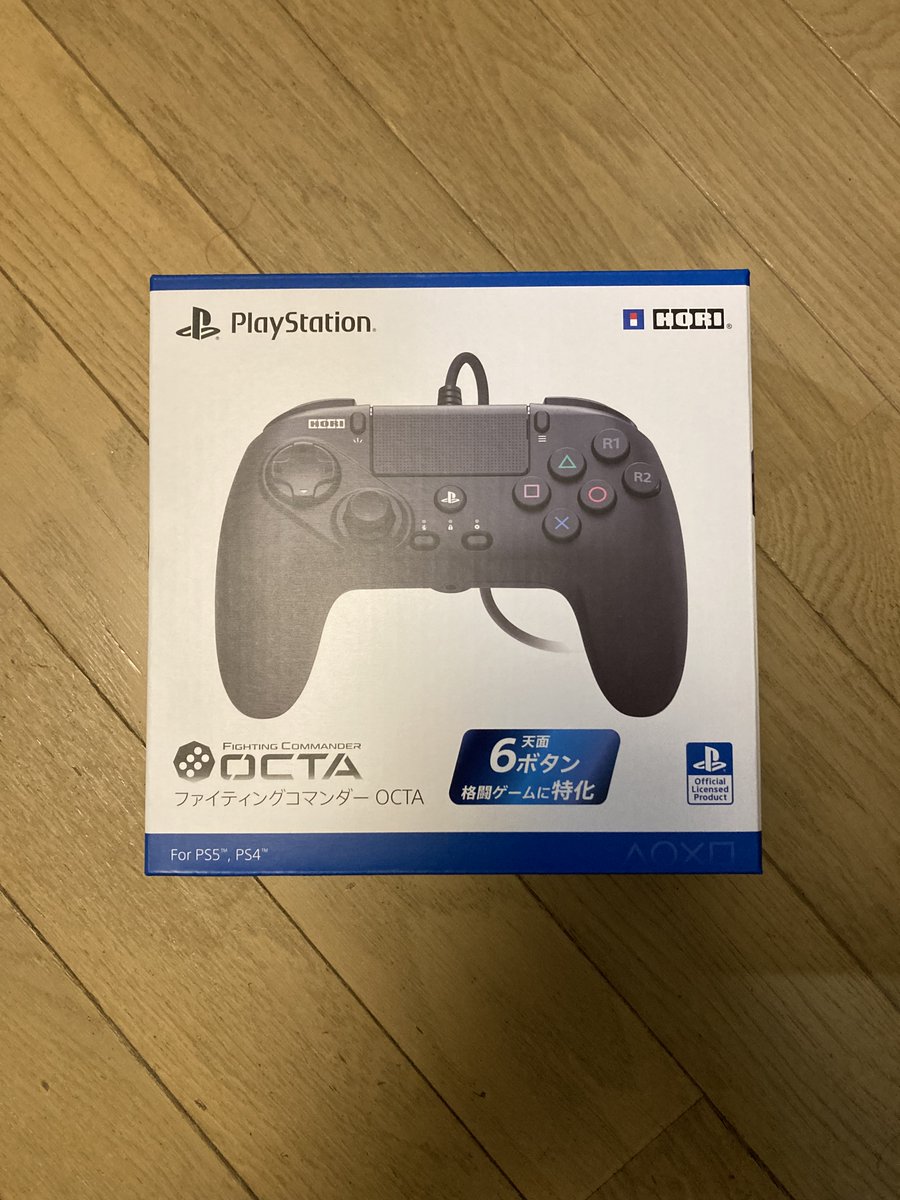 PlayStation®
HORI®
HORI
R1
R2
FIGHTING COMMANDER
OCTA
ファイティングコマンダー OCTA
天面
6ボタン
格闘ゲームに特化
Official
Licensed
Product
For PS5™, PS4™